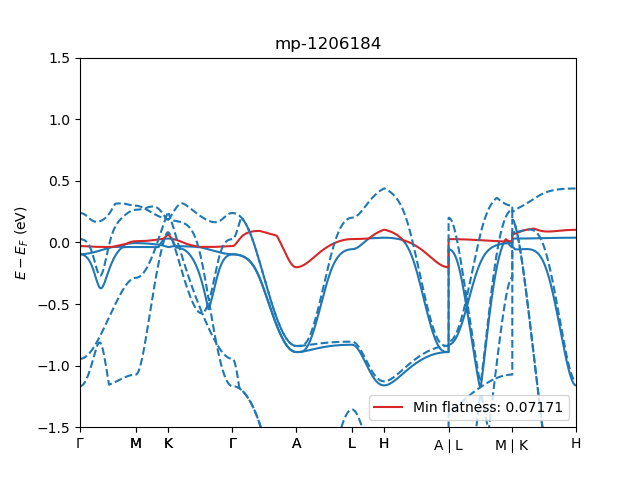 mp-1206184
E − E_F (eV)
1.5
1.0
0.5
0.0
−0.5
−1.0
−1.5
Min flatness: 0.07171
Γ M K Γ A L H A | L M | K H